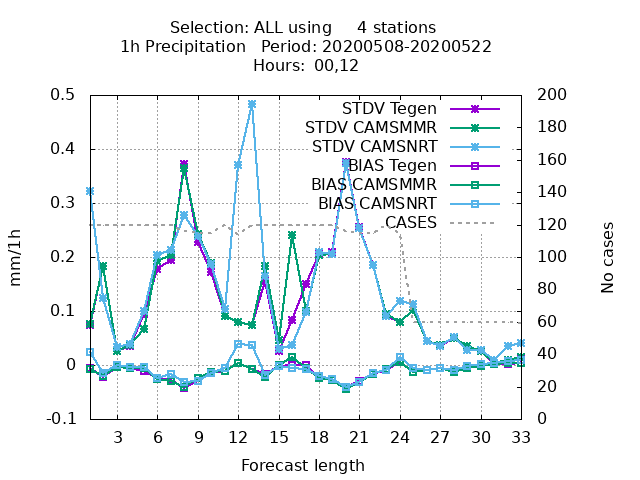 Selection: ALL using     4 stations
1h Precipitation   Period: 20200508-20200522
Hours:  00,12
mm/1h
0.5
0.4
0.3
0.2
0.1
0
-0.1
STDV Tegen
STDV CAMSMMR
STDV CAMSNRT
BIAS Tegen
BIAS CAMSMMR
BIAS CAMSNRT
CASES
200
180
160
140
120
100
80
60
40
20
0
No cases
3 6 9 12 15 18 21 24 27 30 33
Forecast length